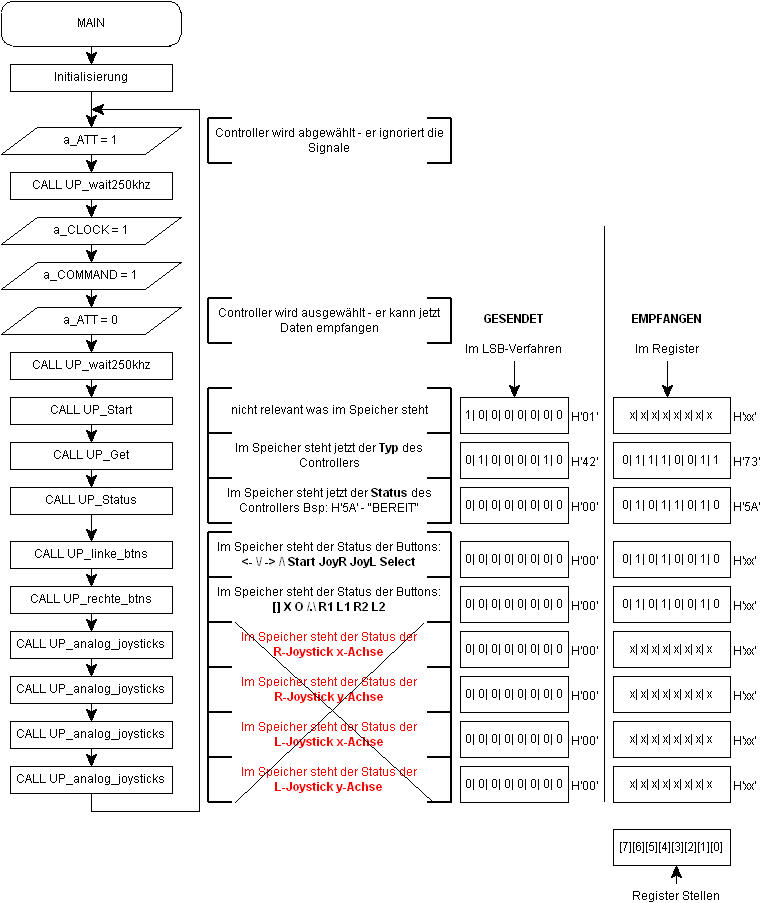 MAIN
Initialisierung
a_ATT = 1
Controller wird abgewählt - er ignoriert die
Signale
CALL UP_wait250khz
a_CLOCK = 1
a_COMMAND = 1
a_ATT = 0
Controller wird ausgewählt - er kann jetzt
Daten empfangen
GESENDET
EMPFANGEN
Im LSB-Verfahren
Im Register
CALL UP_wait250khz
CALL UP_Start
nicht relevant was im Speicher steht
1| 0| 0| 0| 0| 0| 0| 0 H'01'
x| x| x| x| x| x| x| x H'xx'
CALL UP_Get
Im Speicher steht jetzt der Typ des
Controllers
0| 1| 0| 0| 0| 0| 1| 0 H'42'
0| 1| 1| 1| 0| 0| 1| 1 H'73'
CALL UP_Status
Im Speicher steht jetzt der Status des
Controllers Bsp: H'5A' - "BEREIT"
0| 0| 0| 0| 0| 0| 0| 0 H'00'
0| 1| 0| 1| 1| 0| 1| 0 H'5A'
CALL UP_linke_btns
Im Speicher steht der Status der Buttons:
<- \/ -> /\ Start JoyR JoyL Select
0| 0| 0| 0| 0| 0| 0| 0 H'00'
0| 1| 0| 1| 0| 0| 1| 0 H'xx'
CALL UP_rechte_btns
Im Speicher steht der Status der Buttons:
[] X O /.\ R1 L1 R2 L2
0| 0| 0| 0| 0| 0| 0| 0 H'00'
0| 1| 0| 1| 0| 0| 1| 0 H'xx'
CALL UP_analog_joysticks
Im Speicher steht der Status der
R-Joystick x-Achse
0| 0| 0| 0| 0| 0| 0| 0 H'00'
x| x| x| x| x| x| x| x H'xx'
CALL UP_analog_joysticks
Im Speicher steht der Status der
R-Joystick y-Achse
0| 0| 0| 0| 0| 0| 0| 0 H'00'
x| x| x| x| x| x| x| x H'xx'
CALL UP_analog_joysticks
Im Speicher steht der Status der
L-Joystick x-Achse
0| 0| 0| 0| 0| 0| 0| 0 H'00'
x| x| x| x| x| x| x| x H'xx'
CALL UP_analog_joysticks
Im Speicher steht der Status der
L-Joystick y-Achse
0| 0| 0| 0| 0| 0| 0| 0 H'00'
x| x| x| x| x| x| x| x H'xx'
[7][6][5][4][3][2][1][0]
Register Stellen